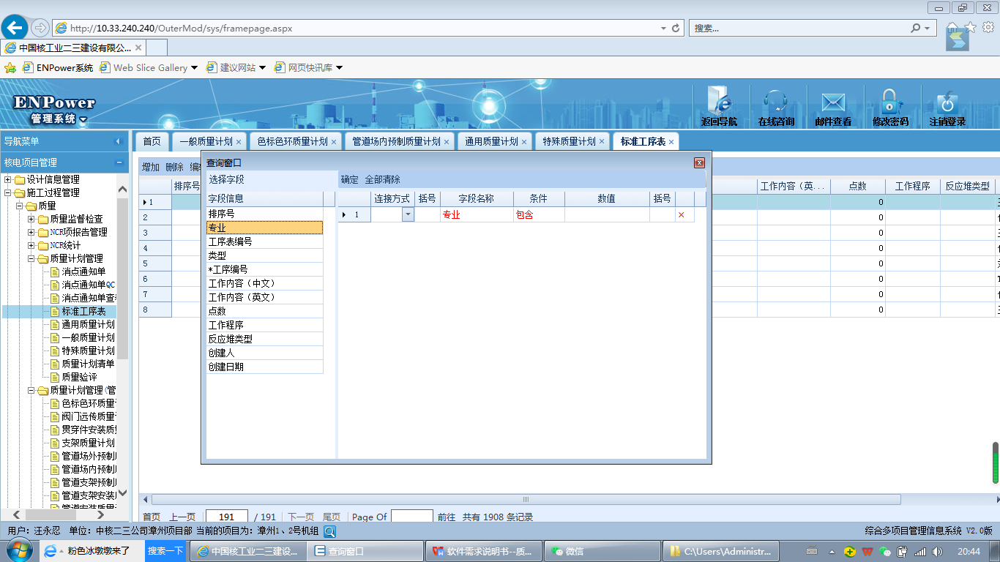 http://10.33.240.240/OuterMod/sys/framepage.aspx
搜索...
中国核工业二三建设有限公...
ENPower系统 Web Slice Gallery 建议网站 网页快讯库
ENPower
管理系统
返回导航 在线咨询 邮件查看 修改密码 注销登录
导航菜单
首页 一般质量计划 色标色环质量计划 管道场内预制质量计划 通用质量计划 特殊质量计划 标准工序表
核电项目管理
设计信息管理
施工过程管理
质量
质量监督检查
NCR项报告管理
NCR统计
质量计划管理
消点通知单
消点通知单QC
消点通知单查
标准工序表
通用质量计划
一般质量计划
特殊质量计划
质量计划清单
质量验评
质量计划管理(管
色标色环质量
阀门远传质量
贯穿件安装质
支架质量计划
管道场外预制
管道场内预制
管道支架预制
管道支架安装
管道安装质量
增加 删除
排序号 工作内容（英... 点数 工作程序 反应堆类型
1 0
2 0
3 0
4 0
5 0
6 0
7 0
8 0
查询窗口
选择字段
字段信息
排序号
专业
工序表编号
类型
*工序编号
工作内容（中文）
工作内容（英文）
点数
工作程序
反应堆类型
创建人
创建日期
确定 全部清除
连接方式 括号 字段名称 条件 数值 括号
1 专业 包含 ×
首页 上一页 191 / 191 下一页 尾页 Page Of 前往 共有 1908 条记录
用户：汪永忍 单位：中核二三公司漳州项目部 当前的项目为：漳州1、2号机组
综合多项目管理信息系统 V2.0版
粉色冰墩墩来了 搜索一下 中国核工业二三建设... 查询窗口 软件需求说明书--质... 微信 C:\Users\Administr... 20:44